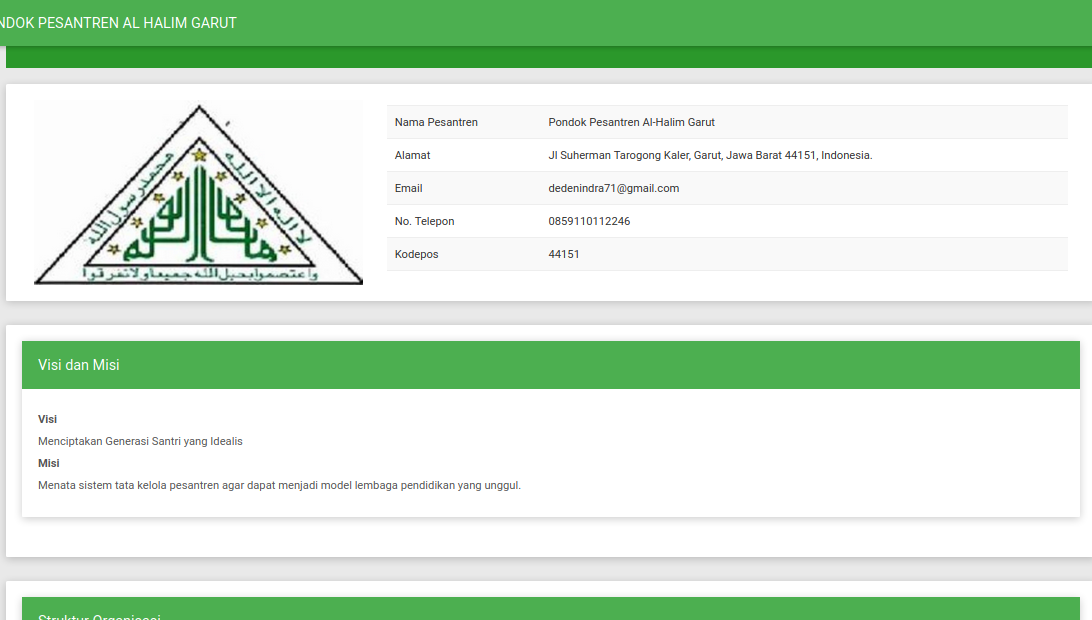 NDOK PESANTREN AL HALIM GARUT
لا اله الا الله
محمد رسول الله
واعتصموا بحبل الله جميعا ولا تفرقوا
Nama Pesantren Pondok Pesantren Al-Halim Garut
Alamat Jl Suherman Tarogong Kaler, Garut, Jawa Barat 44151, Indonesia.
Email dedenindra71@gmail.com
No. Telepon 0859110112246
Kodepos 44151
Visi dan Misi
Visi
Menciptakan Generasi Santri yang Idealis
Misi
Menata sistem tata kelola pesantren agar dapat menjadi model lembaga pendidikan yang unggul.
Struktur Organisasi